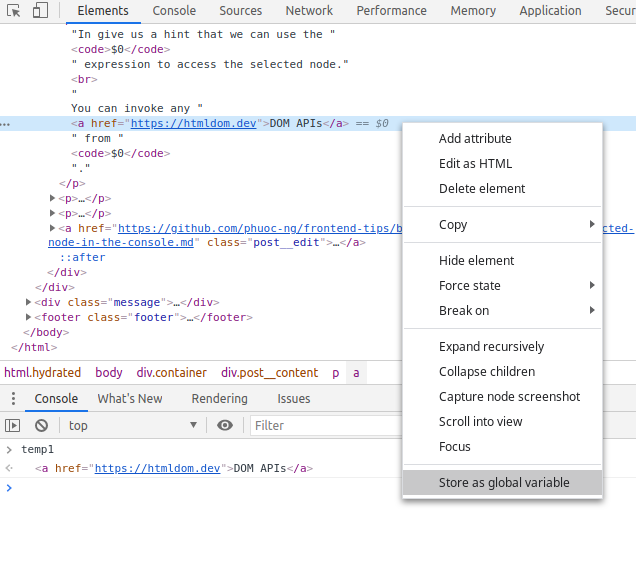 Elements Console Sources Network Performance Memory Application Secur
"In give us a hint that we can use the "
<code>$0</code>
" expression to access the selected node."
<br>
"
You can invoke any "
… <a href="https://htmldom.dev">DOM APIs</a> == $0
" from "
<code>$0</code>
"."
</p>
<p>…</p>
<p>…</p>
<a href="https://github.com/phuoc-ng/frontend-tips/b
cted-
node-in-the-console.md" class="post__edit">…</a>
::after
</div>
</div>
<div class="message">…</div>
<footer class="footer">…</footer>
</body>
</html>
Add attribute
Edit as HTML
Delete element
Copy
Hide element
Force state
Break on
Expand recursively
Collapse children
Capture node screenshot
Scroll into view
Focus
Store as global variable
html.hydrated body div.container div.post__content p a
Console What's New Rendering Issues
top Filter
> temp1
<a href="https://htmldom.dev">DOM APIs</a>
>